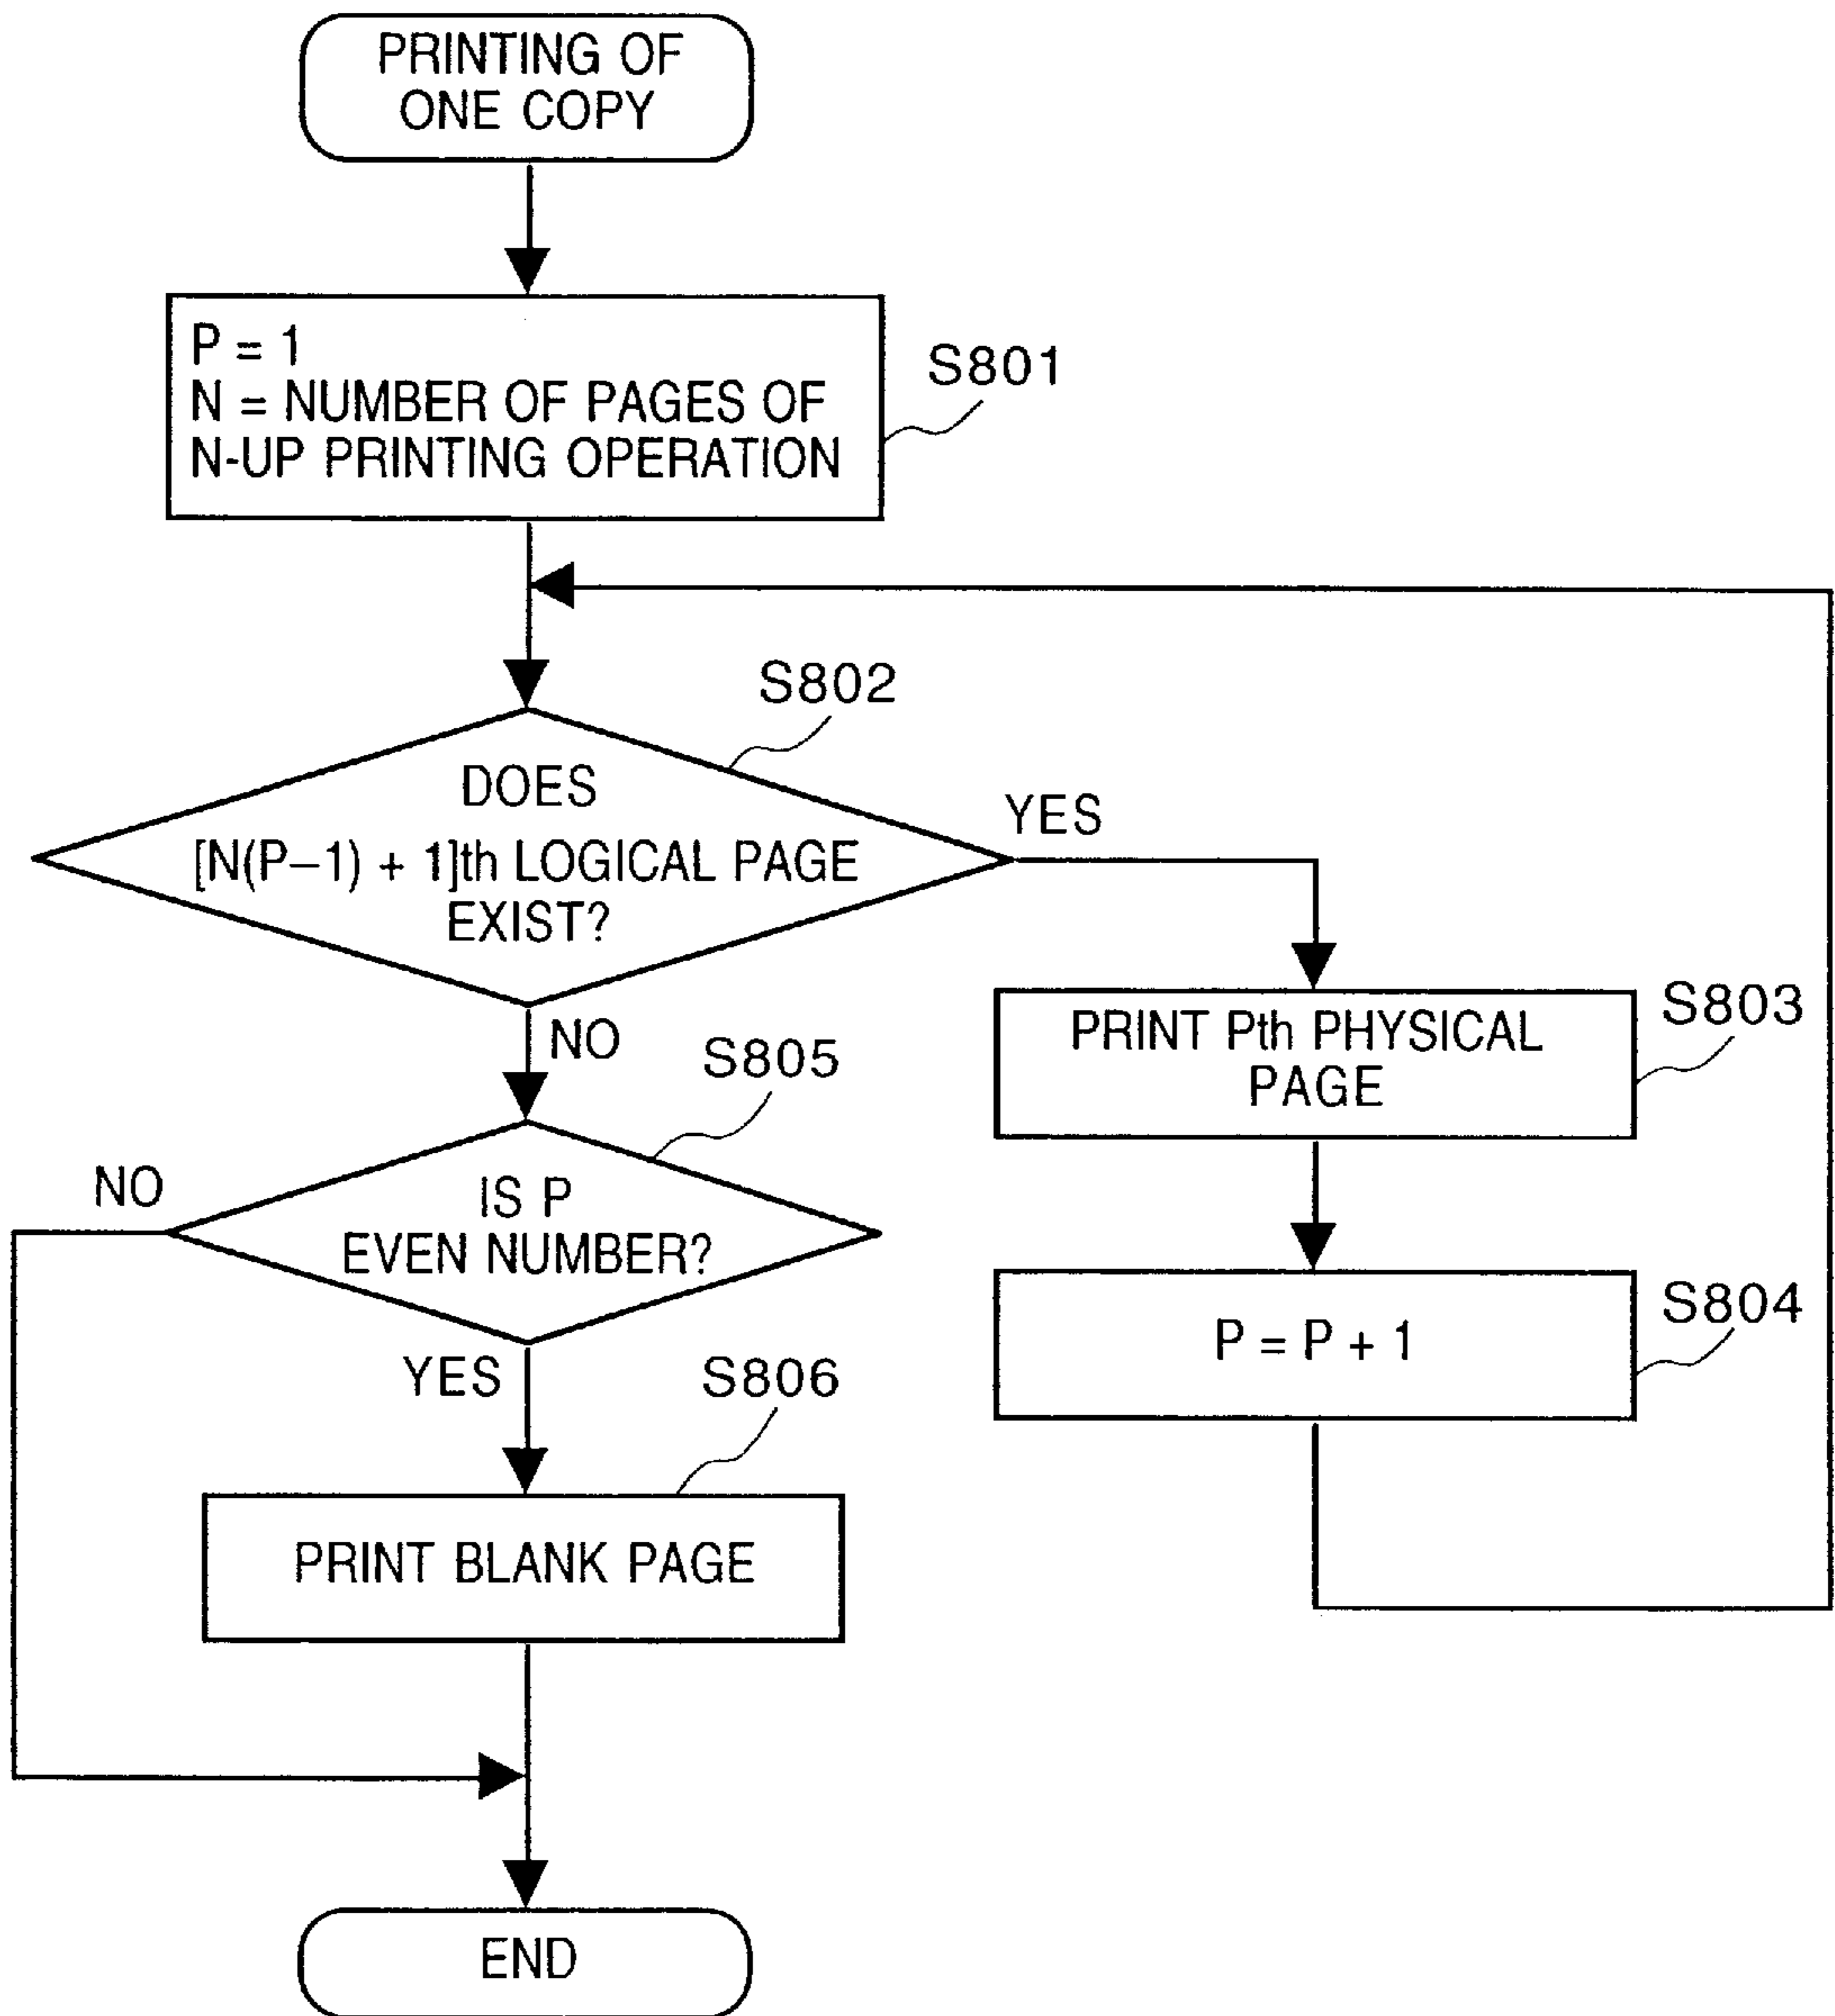 PRINTING OF
ONE COPY
P = 1
N = NUMBER OF PAGES OF
N-UP PRINTING OPERATION
S801
S802
DOES
[N(P−1) + 1]th LOGICAL PAGE
EXIST?
YES
NO
S803
PRINT Pth PHYSICAL
PAGE
S804
P = P + 1
S805
IS P
EVEN NUMBER?
NO
YES
S806
PRINT BLANK PAGE
END